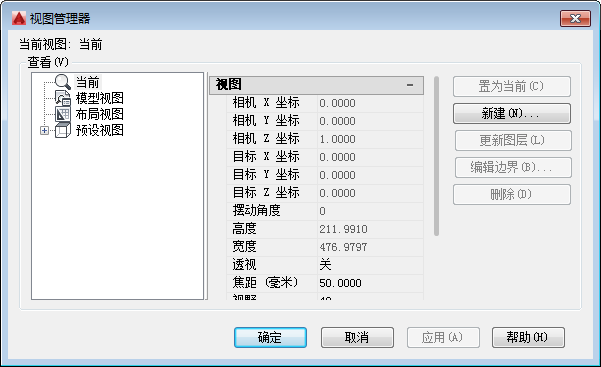 视图管理器
当前视图: 当前
查看(V)
当前
模型视图
布局视图
预设视图
视图
相机 X 坐标 0.0000
相机 Y 坐标 0.0000
相机 Z 坐标 1.0000
目标 X 坐标 0.0000
目标 Y 坐标 0.0000
目标 Z 坐标 0.0000
摆动角度 0
高度 211.9910
宽度 476.9797
透视 关
焦距 (毫米) 50.0000
视野 40
置为当前(C)
新建(N)...
更新图层(L)
编辑边界(B)...
删除(D)
确定
取消
应用(A)
帮助(H)